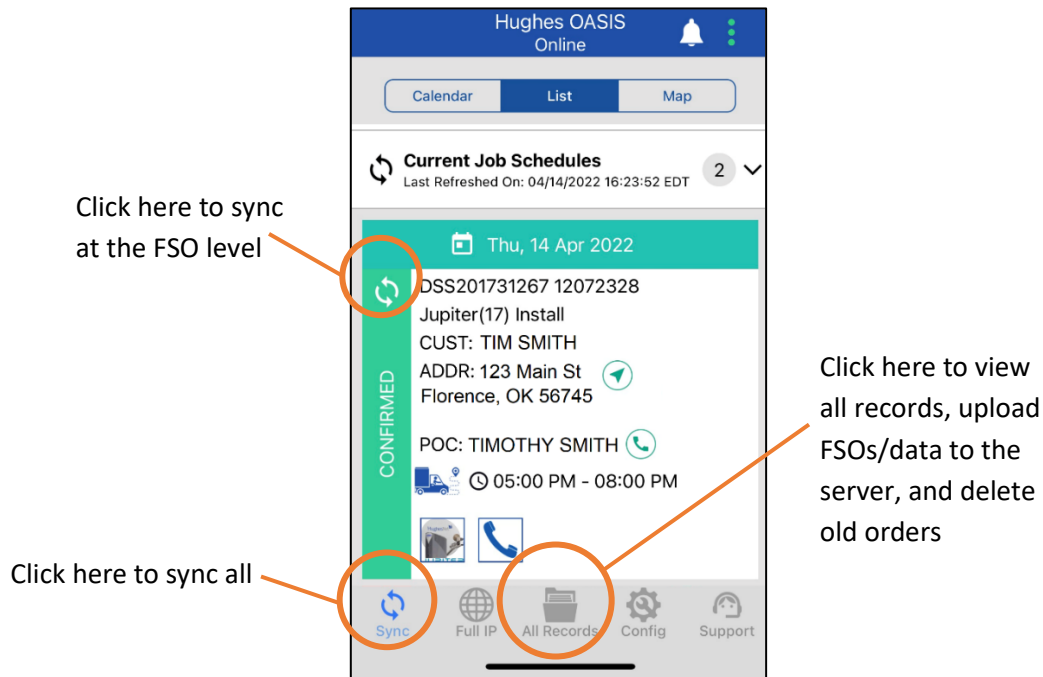 Hughes OASIS
Online
Calendar List Map
Current Job Schedules
Last Refreshed On: 04/14/2022 16:23:52 EDT
2
Click here to sync
at the FSO level
Thu, 14 Apr 2022
DSS201731267 12072328
Jupiter(17) Install
CUST: TIM SMITH
ADDR: 123 Main St
Florence, OK 56745
CONFIRMED
POC: TIMOTHY SMITH
05:00 PM - 08:00 PM
Click here to view
all records, upload
FSOs/data to the
server, and delete
old orders
Click here to sync all
Sync Full IP All Records Config Support